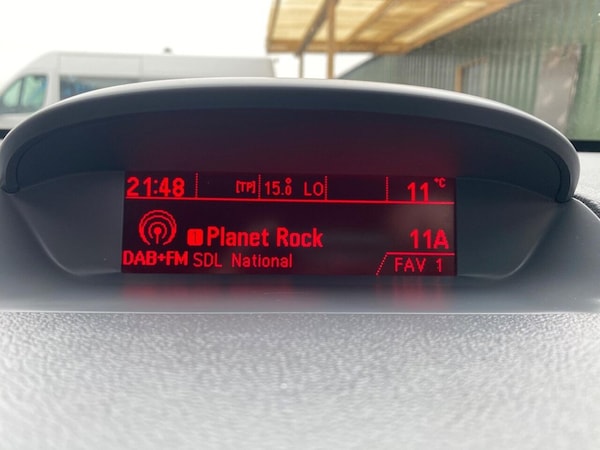 21:48 [TP] 15.0° LO 11°C
Planet Rock 11A
DAB+FM SDL National FAV 1